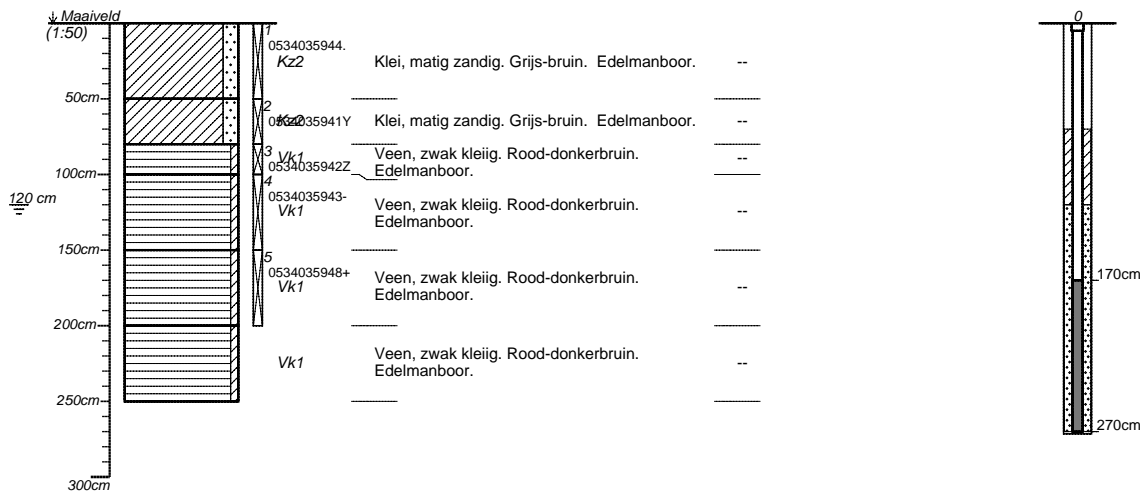 Maaiveld
(1:50)
0
1
0534035944.
Kz2 Klei, matig zandig. Grijs-bruin. Edelmanboor. --
50cm
2
0534035941Y
Kz2 Klei, matig zandig. Grijs-bruin. Edelmanboor. --
3
Vk1 Veen, zwak kleiig. Rood-donkerbruin. --
Edelmanboor.
0534035942Z
100cm
4
0534035943-
120 cm
Vk1 Veen, zwak kleiig. Rood-donkerbruin. --
Edelmanboor.
150cm
5
0534035948+
Vk1 Veen, zwak kleiig. Rood-donkerbruin. --
Edelmanboor.
170cm
200cm
Vk1 Veen, zwak kleiig. Rood-donkerbruin. --
Edelmanboor.
250cm
270cm
300cm